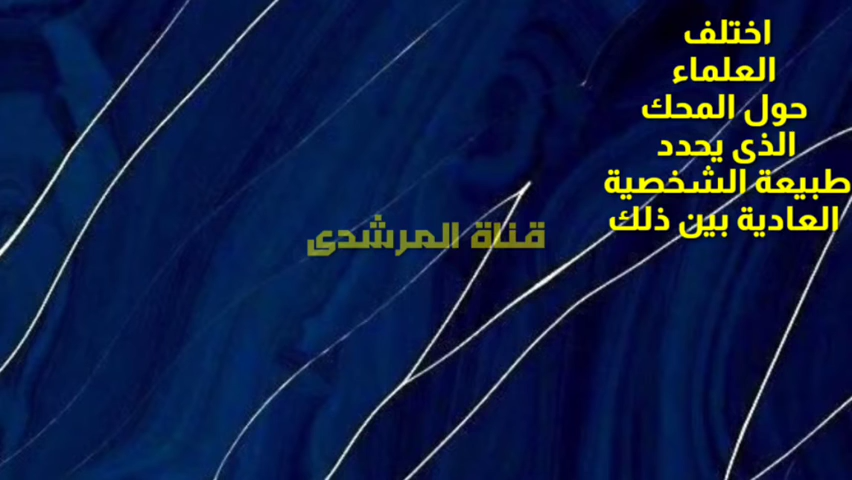 اختلف
العلماء
حول المحك
الذى يحدد
طبيعة الشخصية
العادية بين ذلك
قناة المرشدى